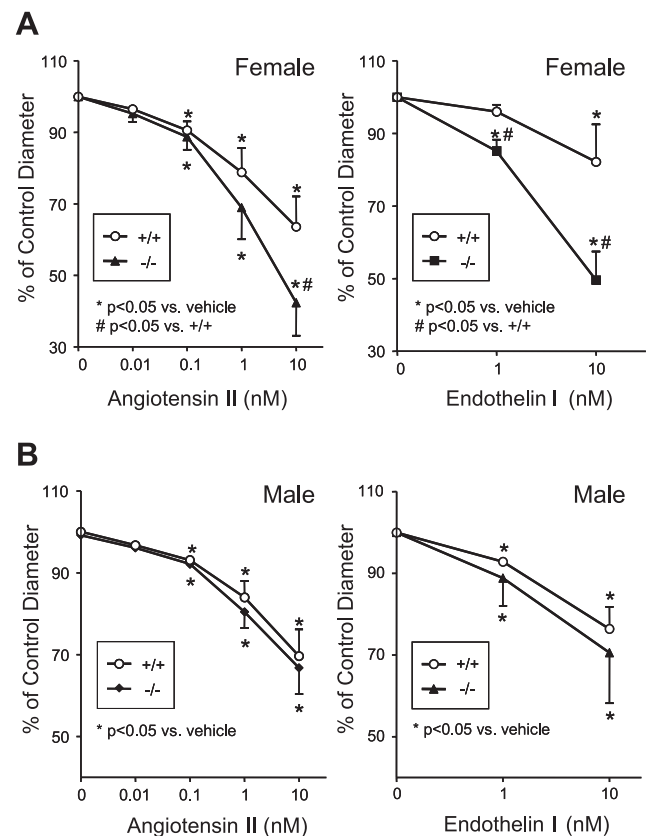 A
Female
110
90
70
50
30
% of Control Diameter
+/+
-/-
* p<0.05 vs. vehicle
# p<0.05 vs. +/+
* * * * * *#
0 0.01 0.1 1 10
Angiotensin II (nM)
Female
110
90
70
50
30
% of Control Diameter
+/+
-/-
* p<0.05 vs. vehicle
# p<0.05 vs. +/+
*# * *#
0 1 10
Endothelin I (nM)
B
Male
110
90
70
50
% of Control Diameter
+/+
-/-
* p<0.05 vs. vehicle
* * * * * *
0 0.01 0.1 1 10
Angiotensin II (nM)
Male
110
90
70
50
% of Control Diameter
+/+
-/-
* p<0.05 vs. vehicle
* * * *
0 1 10
Endothelin I (nM)